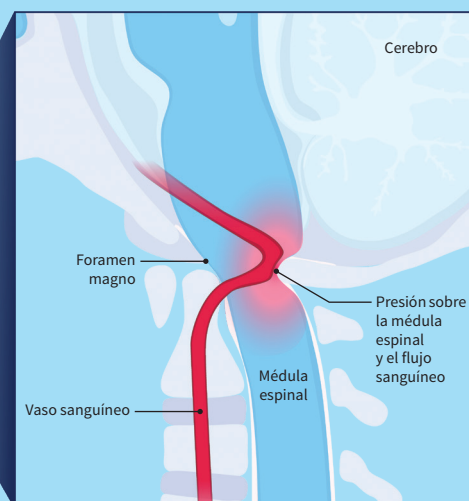 Cerebro
Foramen
magno
Presión sobre
la médula
espinal
y el flujo
sanguíneo
Médula
espinal
Vaso sanguíneo